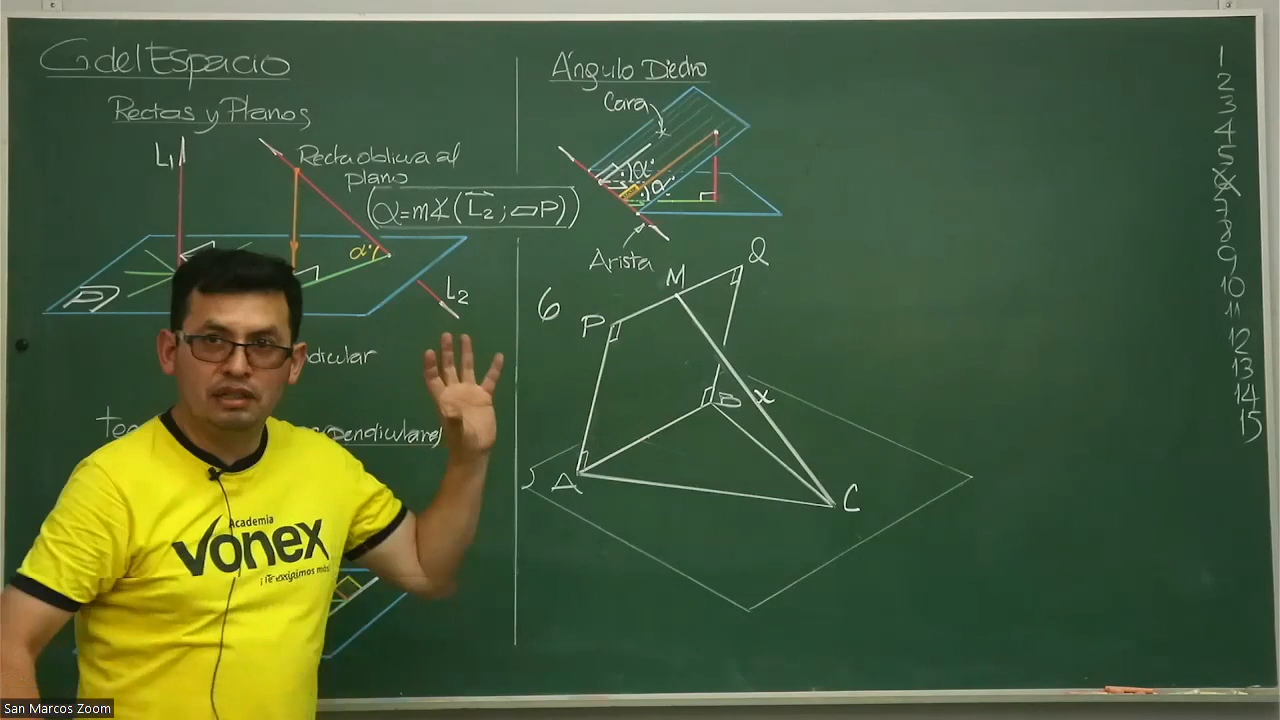 G del Espacio
Rectas y Planos
L1
Recta oblicua al
plano
(α=m∡(L2 ; ▱P))
α°
P
L2
dicular
pendiculares
Ángulo Diedro
Cara
α°
α°
Arista
6
P
M
Q
B
x
A
C
1
2
3
4
5
6
7
8
9
10
11
12
13
14
15
Academia
vonex
¡Te exigimos más!
San Marcos Zoom